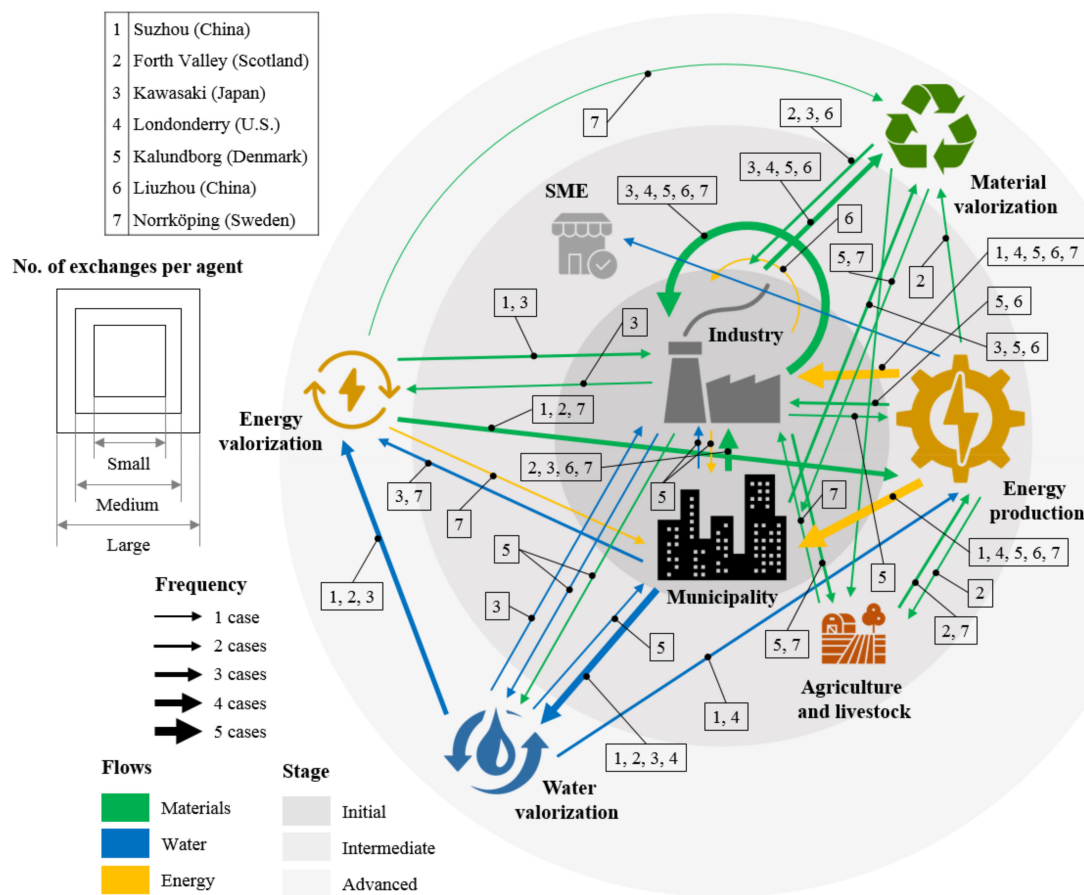 1 Suzhou (China)
2 Forth Valley (Scotland)
3 Kawasaki (Japan)
4 Londonderry (U.S.)
5 Kalundborg (Denmark)
6 Liuzhou (China)
7 Norrköping (Sweden)
No. of exchanges per agent
Small
Medium
Large
Frequency
1 case
2 cases
3 cases
4 cases
5 cases
Flows
Materials
Water
Energy
Stage
Initial
Intermediate
Advanced
7
2, 3, 6
3, 4, 5, 6
SME
3, 4, 5, 6, 7
6
Material
valorization
5, 7
2
1, 4, 5, 6, 7
5, 6
3, 5, 6
1, 3
3
Industry
Energy
valorization
1, 2, 7
2, 3, 6, 7
5
3, 7
7
7
Energy
production
1, 4, 5, 6, 7
5
2
1, 2, 3
5
3
Municipality
5
5, 7
2, 7
Agriculture
and livestock
1, 4
1, 2, 3, 4
Water
valorization